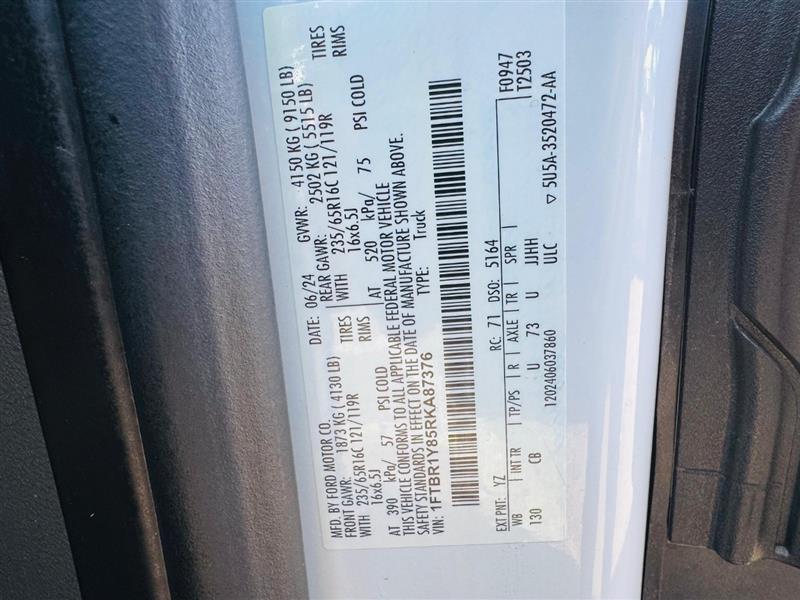 MFD. BY FORD MOTOR CO.
DATE: 06/24 GVWR: 4150 KG ( 9150 LB)
FRONT GAWR: 1873 KG ( 4130 LB) REAR GAWR: 2502 KG ( 5515 LB)
WITH 235/65R16C 121/119R TIRES WITH 235/65R16C 121/119R TIRES
16x6.5J RIMS 16x6.5J RIMS
AT 390 kPa/ 57 PSI COLD AT 520 kPa/ 75 PSI COLD
THIS VEHICLE CONFORMS TO ALL APPLICABLE FEDERAL MOTOR VEHICLE
SAFETY STANDARDS IN EFFECT ON THE DATE OF MANUFACTURE SHOWN ABOVE.
VIN: 1FTBR1Y85RKA87376 TYPE: Truck
F0947
T2503
EXT PNT: YZ RC: 71 DSO: 5164
WB INT TR TP/PS R AXLE TR SPR
130 CB U 73 U JJHH
1202406037860 ULC
▽ 5U5A-3520472-AA